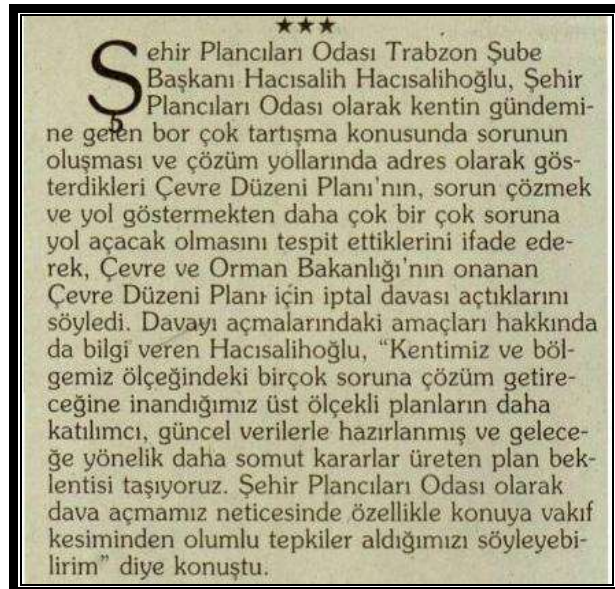 ★★★
Şehir Plancıları Odası Trabzon Şube
Başkanı Hacısalih Hacısalihoğlu, Şehir
Plancıları Odası olarak kentin gündemi-
ne gelen bor çok tartışma konusunda sorunun
oluşması ve çözüm yollarında adres olarak gös-
terdikleri Çevre Düzeni Planı'nın, sorun çözmek
ve yol göstermekten daha çok bir çok soruna
yol açacak olmasını tespit ettiklerini ifade ede-
rek, Çevre ve Orman Bakanlığı'nın onanan
Çevre Düzeni Planı için iptal davası açtıklarını
söyledi. Davayı açmalarındaki amaçları hakkında
da bilgi veren Hacısalihoğlu, “Kentimiz ve böl-
gemiz ölçeğindeki birçok soruna çözüm getire-
ceğine inandığımız üst ölçekli planların daha
katılımcı, güncel verilerle hazırlanmış ve gelece-
ğe yönelik daha somut kararlar üreten plan bek-
lentisi taşıyoruz. Şehir Plancıları Odası olarak
dava açmamız neticesinde özellikle konuya vakıf
kesiminden olumlu tepkiler aldığımızı söyleyebi-
lirim” diye konuştu.